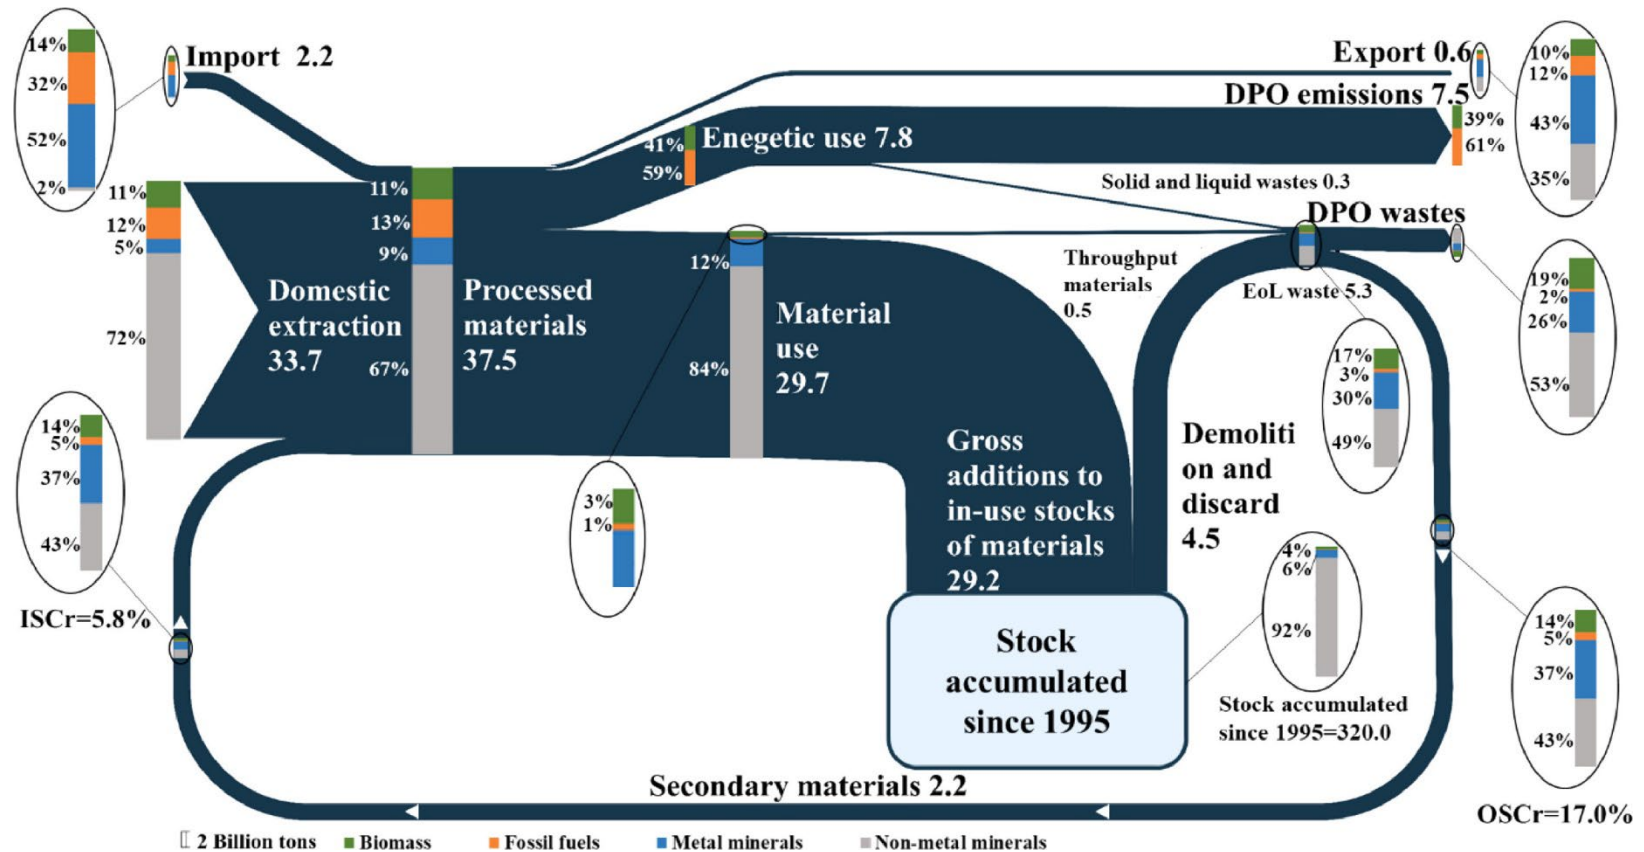 14%
32%
52%
2%
Import 2.2
Export 0.6
DPO emissions 7.5
39%
61%
10%
12%
43%
35%
41%
59%
Enegetic use 7.8
Solid and liquid wastes 0.3
DPO wastes
11%
12%
5%
72%
11%
13%
9%
67%
Domestic
extraction
33.7
Processed
materials
37.5
12%
84%
Material
use
29.7
Throughput
materials
0.5
EoL waste 5.3
19%
2%
26%
53%
17%
3%
30%
49%
14%
5%
37%
43%
ISCr=5.8%
3%
1%
Gross
additions to
in-use stocks
of materials
29.2
Demoliti
on and
discard
4.5
4%
6%
92%
Stock
accumulated
since 1995
Stock accumulated
since 1995=320.0
14%
5%
37%
43%
OSCr=17.0%
Secondary materials 2.2
2 Billion tons
Biomass
Fossil fuels
Metal minerals
Non-metal minerals